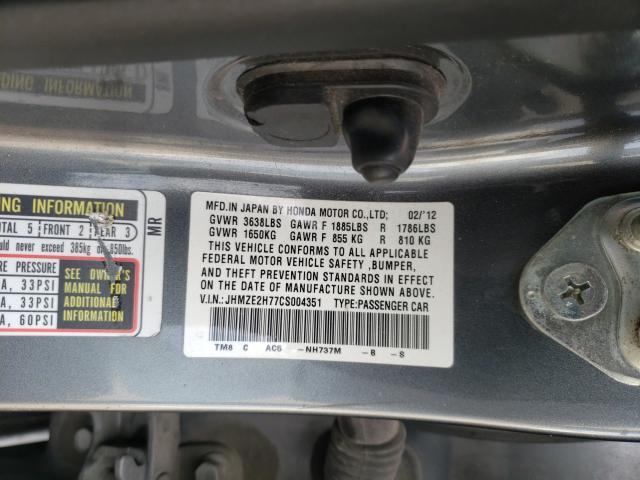 DING INFORMATION
ING INFORMATION
TOTAL 5 FRONT 2 REAR 3
should never exceed 385kg or 850lbs.
RE PRESSURE
A, 33PSI
A, 33PSI
A, 60PSI
SEE OWNER'S
MANUAL FOR
ADDITIONAL
INFORMATION
MR
MFD.IN JAPAN BY HONDA MOTOR CO.,LTD; 02/'12
GVWR 3638LBS GAWR F 1885LBS R 1786LBS
GVWR 1650KG GAWR F 855 KG R 810 KG
THIS VEHICLE CONFORMS TO ALL APPLICABLE
FEDERAL MOTOR VEHICLE SAFETY ,BUMPER,
AND THEFT PREVENTION STANDARDS IN EFFECT
ON THE DATE OF MANUFACTURE SHOWN ABOVE.
V.I.N.: JHMZE2H77CS004351 TYPE:PASSENGER CAR
TM8 C AC6 -NH737M -B -S